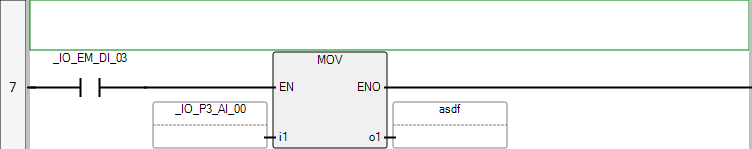 _IO_EM_DI_03
MOV
7
EN
ENO
_IO_P3_AI_00
asdf
i1
o1